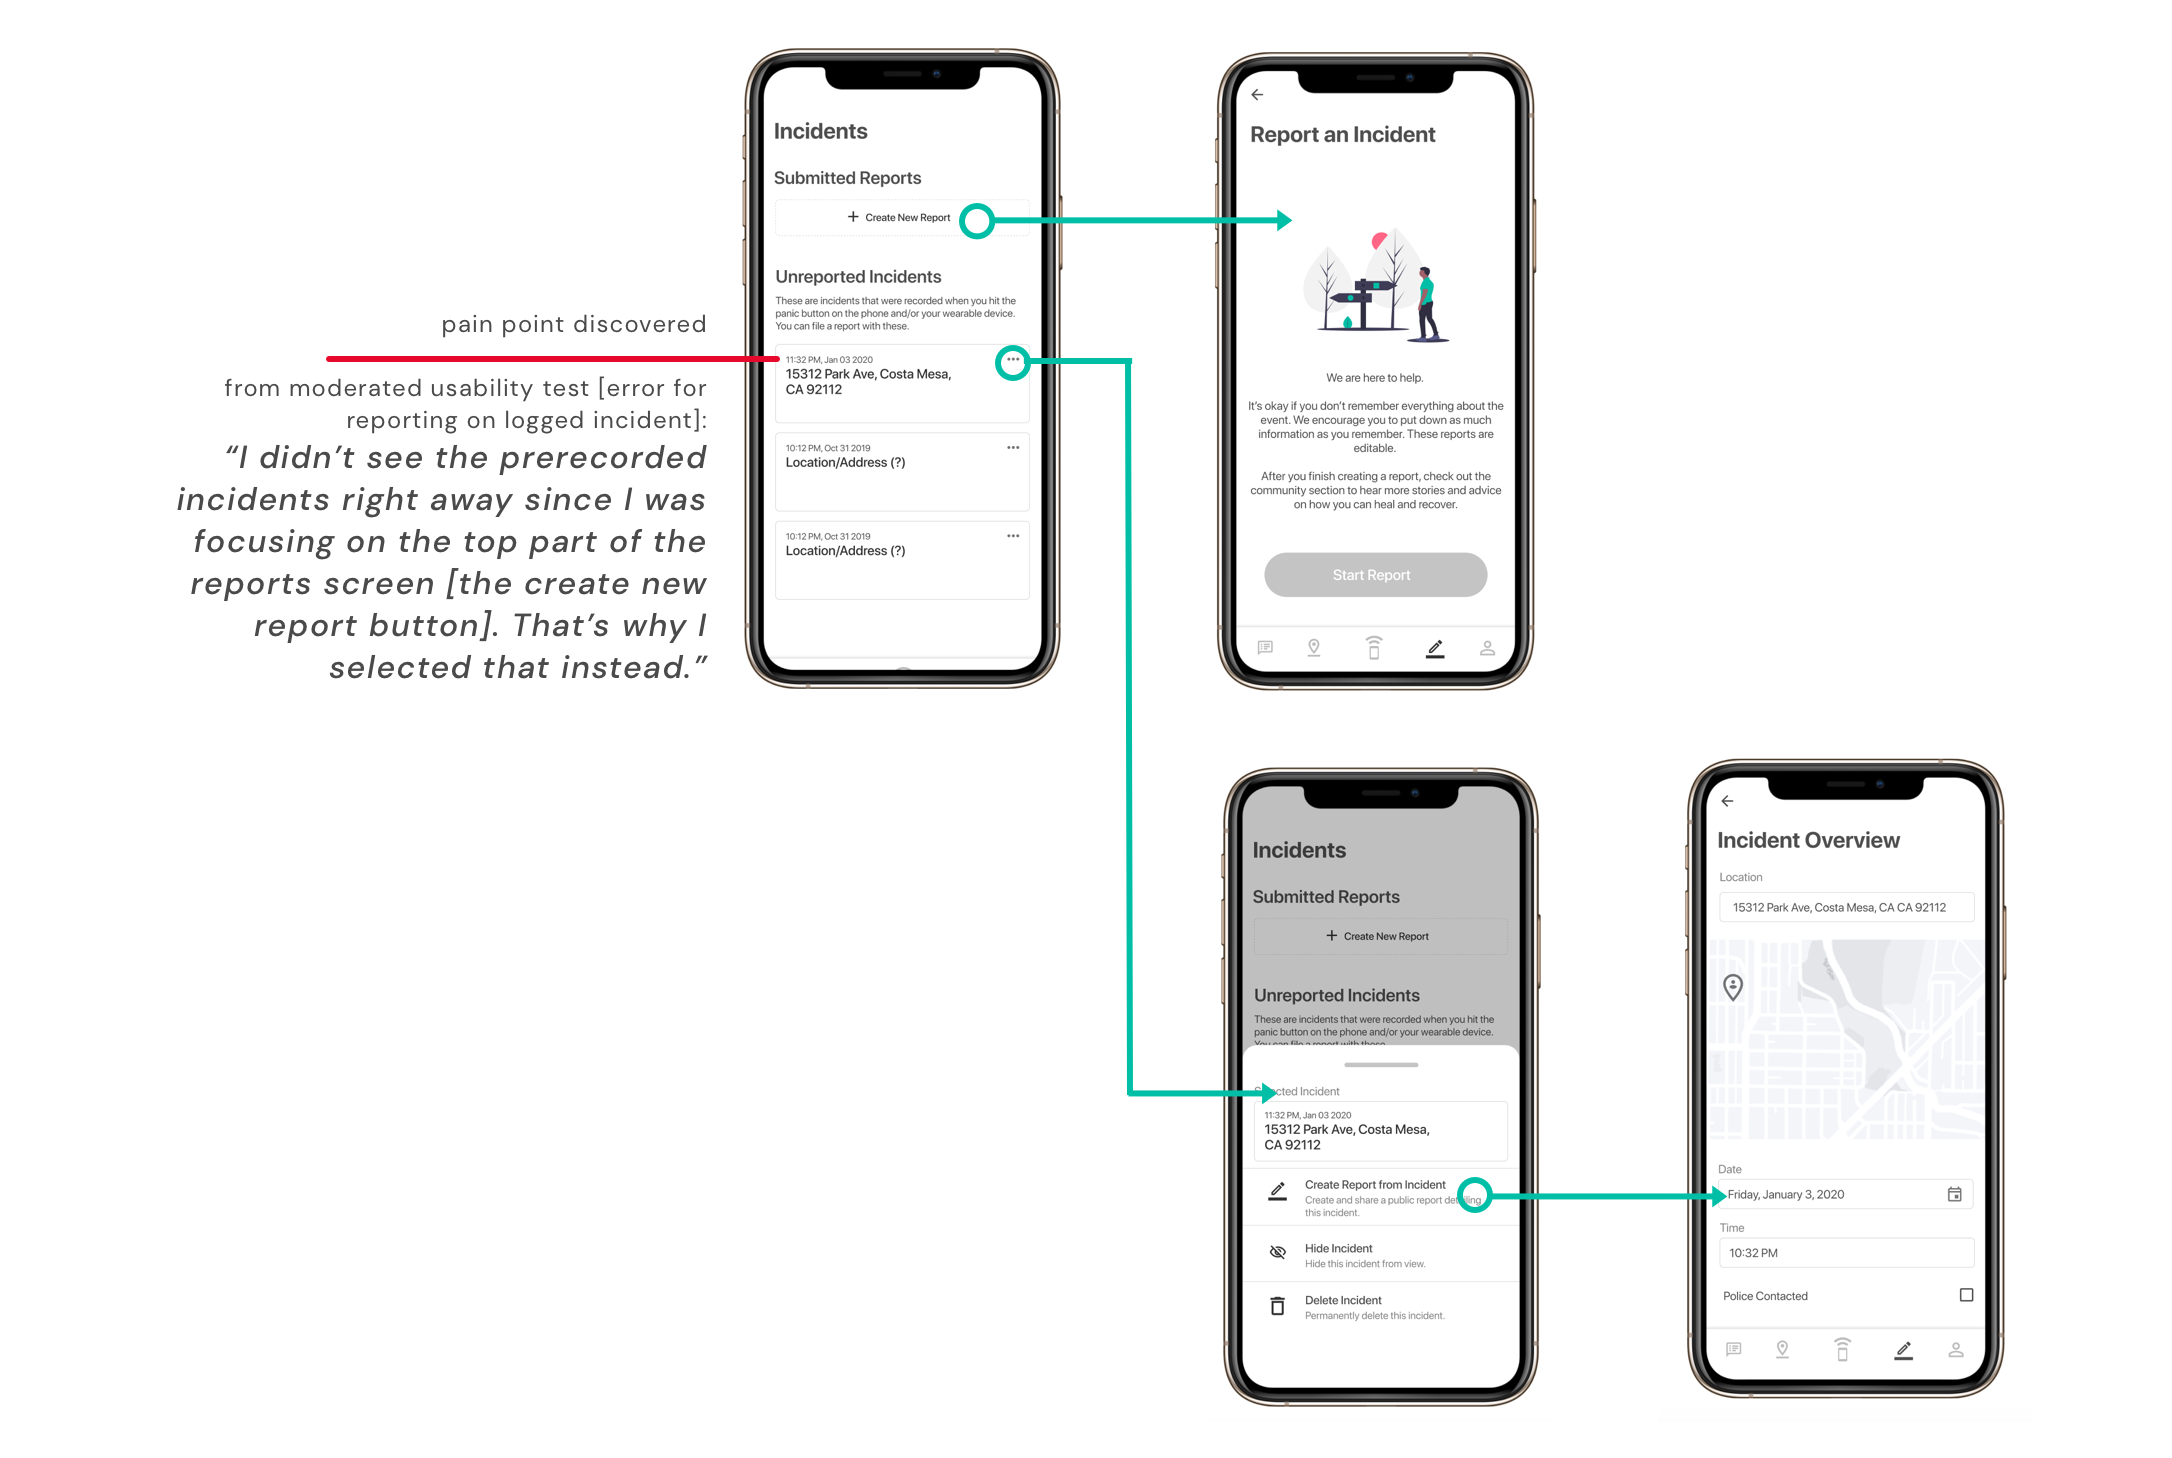 pain point discovered
from moderated usability test [error for
reporting on logged incident]:
“I didn’t see the prerecorded
incidents right away since I was
focusing on the top part of the
reports screen [the create new
report button]. That’s why I
selected that instead.”
Incidents
Submitted Reports
+ Create New Report
Unreported Incidents
These are incidents that were recorded when you hit the
panic button on the phone and/or your wearable device.
You can file a report with these.
11:32 PM, Jan 03 2020
15312 Park Ave, Costa Mesa,
CA 92112
10:12 PM, Oct 31 2019
Location/Address (?)
10:12 PM, Oct 31 2019
Location/Address (?)
Report an Incident
We are here to help.
It’s okay if you don’t remember everything about the
event. We encourage you to put down as much
information as you remember. These reports are
editable.
After you finish creating a report, check out the
community section to hear more stories and advice
on how you can heal and recover.
Start Report
Incidents
Submitted Reports
+ Create New Report
Unreported Incidents
These are incidents that were recorded when you hit the
panic button on the phone and/or your wearable device.
You can file a report with these.
Selected Incident
11:32 PM, Jan 03 2020
15312 Park Ave, Costa Mesa,
CA 92112
Create Report from Incident
Create and share a public report detailing
this incident.
Hide Incident
Hide this incident from view.
Delete Incident
Permanently delete this incident.
Incident Overview
Location
15312 Park Ave, Costa Mesa, CA CA 92112
Date
Friday, January 3, 2020
Time
10:32 PM
Police Contacted